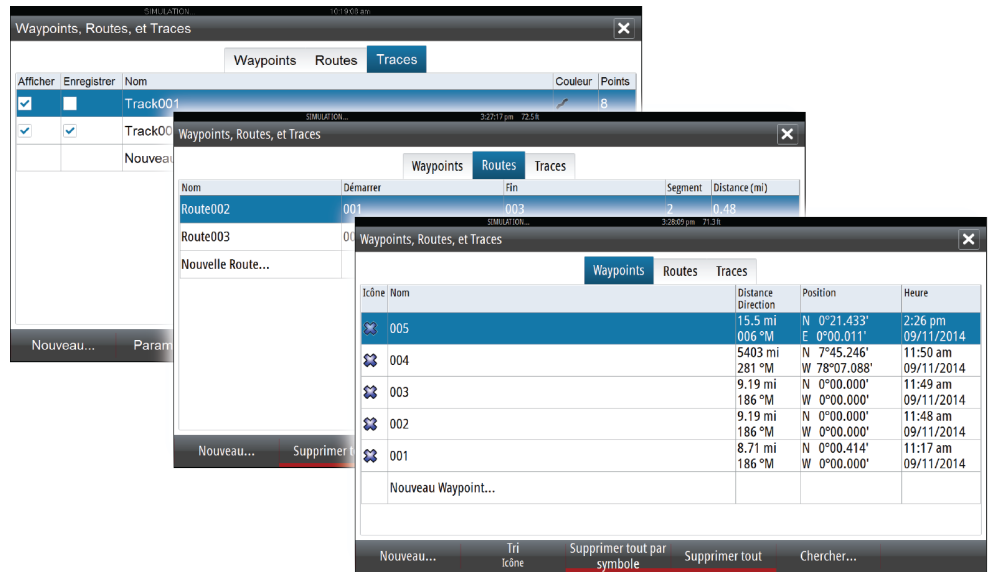 SIMULATION... 10:19:03 am
Waypoints, Routes, et Traces
Waypoints Routes Traces
Afficher Enregistrer Nom Couleur Points
Track001 8
Track00
Nouveau
Nouveau... Param
SIMULATION... 3:27:17 pm 72.5 ft
Waypoints, Routes, et Traces
Waypoints Routes Traces
Nom Démarrer Fin Segment Distance (mi)
Route002 001 003 2 0.48
Route003 00
Nouvelle Route...
Nouveau... Supprimer t
SIMULATION... 3:28:09 pm 71.3 ft
Waypoints, Routes, et Traces
Waypoints Routes Traces
Icône Nom Distance Direction Position Heure
005 15.5 mi N 0°21.433' 2:26 pm
006 °M E 0°00.011' 09/11/2014
004 5403 mi N 7°45.246' 11:50 am
281 °M W 78°07.088' 09/11/2014
003 9.19 mi N 0°00.000' 11:49 am
186 °M W 0°00.000' 09/11/2014
002 9.19 mi N 0°00.000' 11:48 am
186 °M W 0°00.000' 09/11/2014
001 8.71 mi N 0°00.414' 11:17 am
186 °M W 0°00.000' 09/11/2014
Nouveau Waypoint...
Nouveau... Tri Icône Supprimer tout par symbole Supprimer tout Chercher...